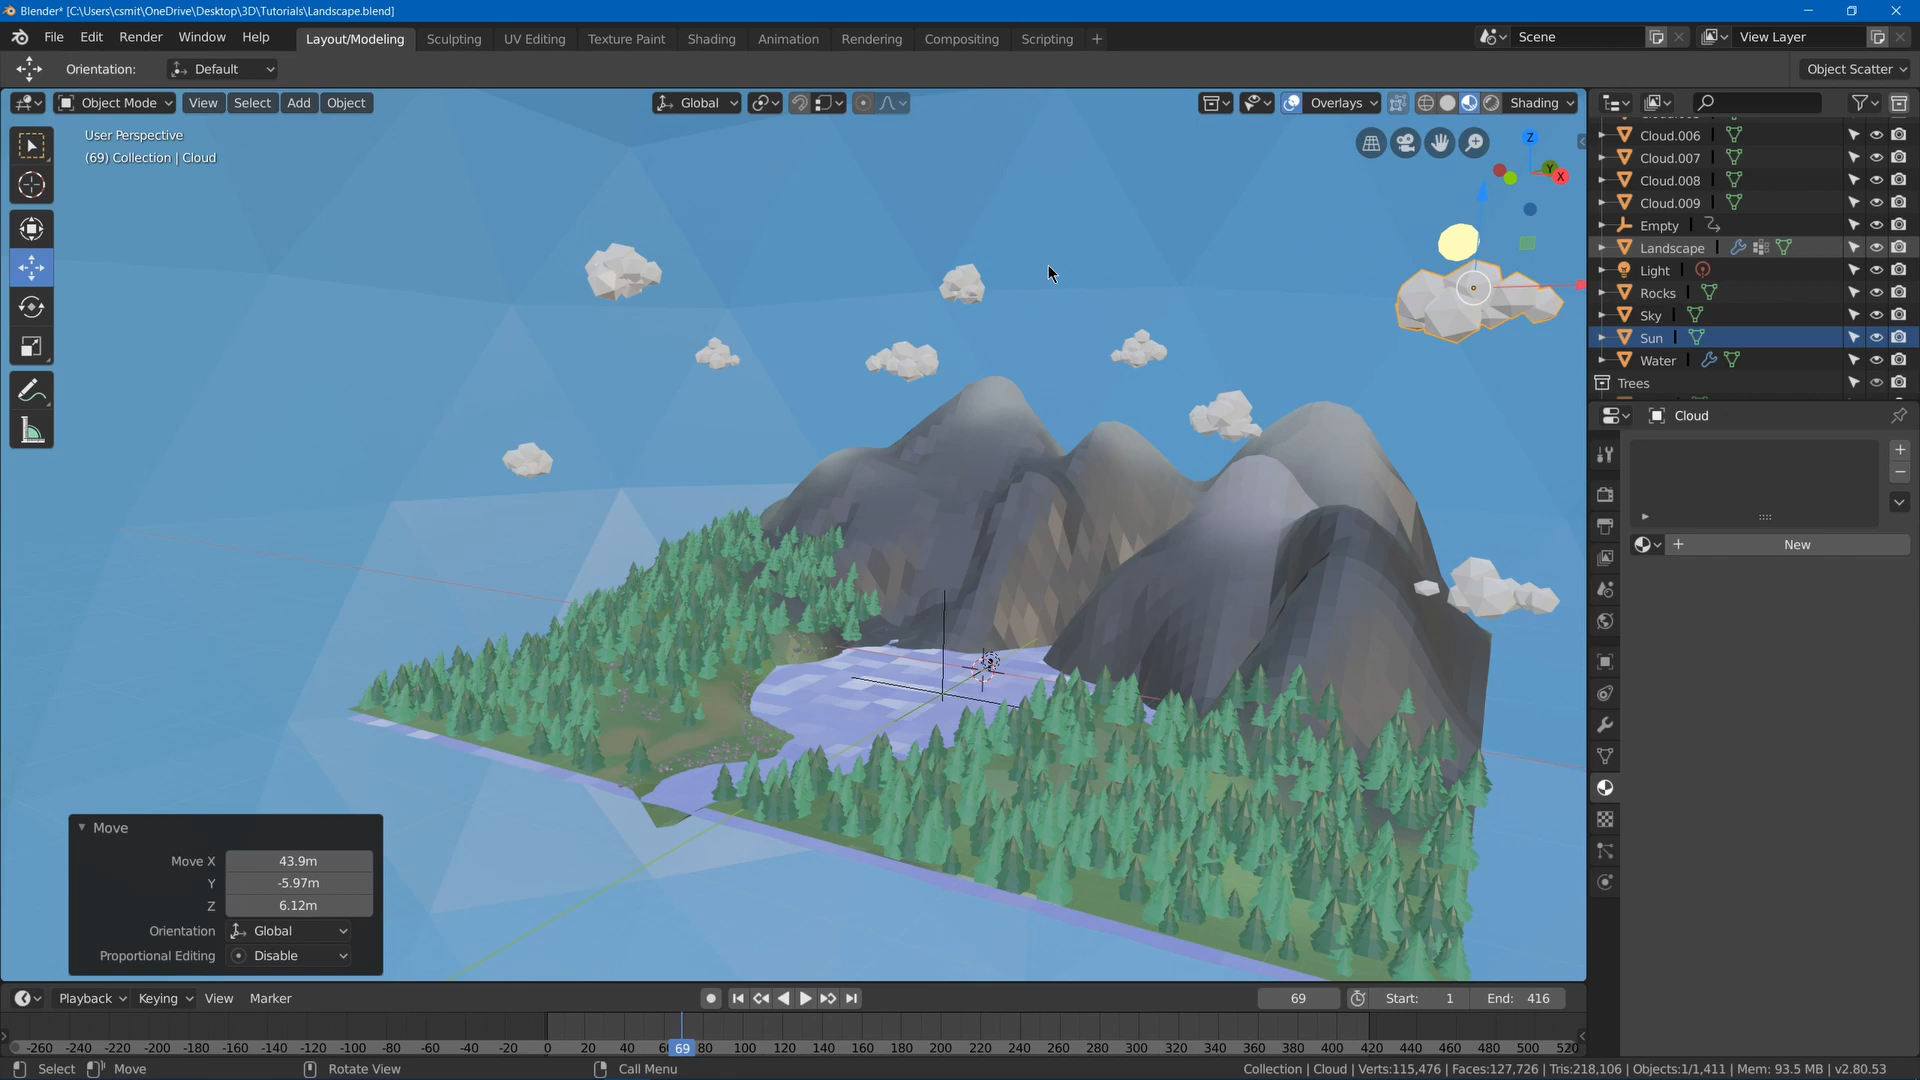 Blender* [C:\Users\csmit\OneDrive\Desktop\3D\Tutorials\Landscape.blend]
File Edit Render Window Help Layout/Modeling Sculpting UV Editing Texture Paint Shading Animation Rendering Compositing Scripting + Scene View Layer
Orientation: Default Object Scatter
Object Mode View Select Add Object Global Overlays Shading
User Perspective
(69) Collection | Cloud
Z
Y
X
Cloud.006
Cloud.007
Cloud.008
Cloud.009
Empty
Landscape
Light
Rocks
Sky
Sun
Water
Trees
Cloud
New
Move
Move X 43.9m
Y -5.97m
Z 6.12m
Orientation Global
Proportional Editing Disable
Playback Keying View Marker 69 Start: 1 End: 416
-260 -240 -220 -200 -180 -160 -140 -120 -100 -80 -60 -40 -20 0 20 40 69 80 100 120 140 160 180 200 220 240 260 280 300 320 340 360 380 400 420 440 460 480 500 520
Select Move Rotate View Call Menu Collection | Cloud | Verts:115,476 | Faces:127,726 | Tris:218,106 | Objects:1/1,411 | Mem: 93.5 MB | v2.80.53